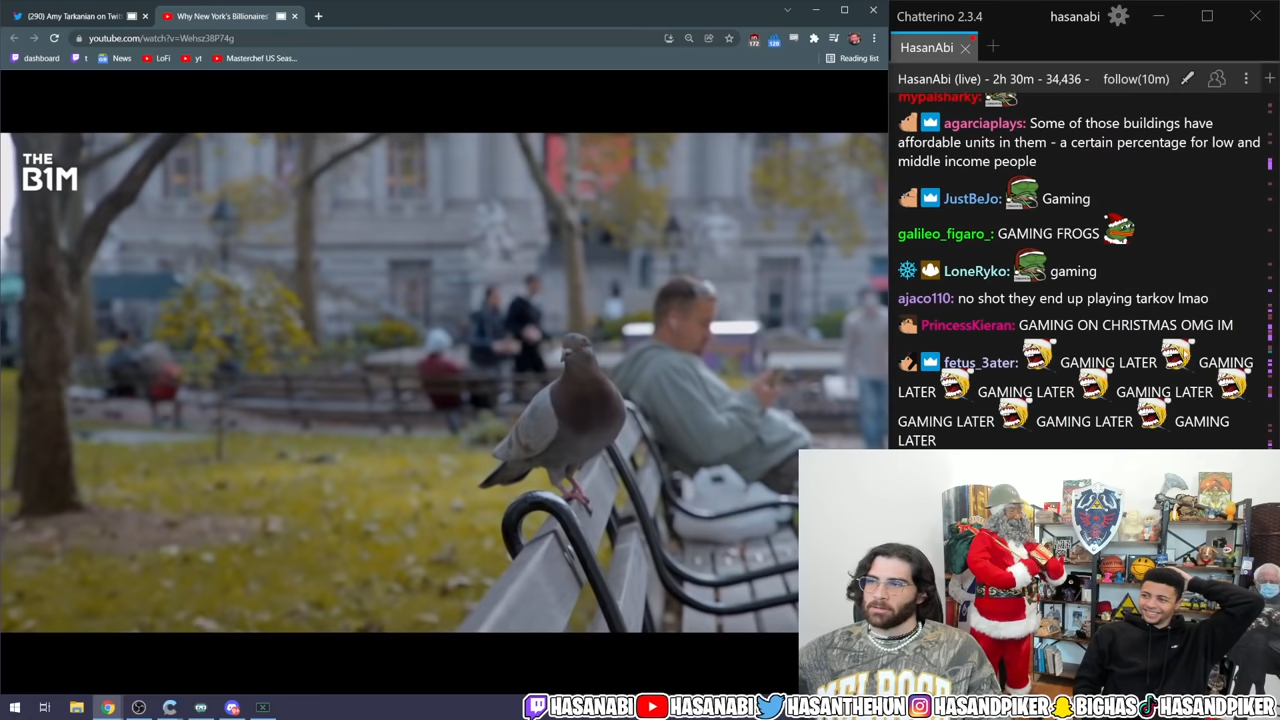 (290) Amy Tarkanian on Twit
Why New York's Billionaires
youtube.com/watch?v=Wehsz38P74g
172
128
dashboard
t
News
LoFi
yt
Masterchef US Seas...
Reading list
THE
B1M
Chatterino 2.3.4
hasanabi
HasanAbi
HasanAbi (live) - 2h 30m - 34,436 -
follow(10m)
mypalsharky:
agarciaplays: Some of those buildings have
affordable units in them - a certain percentage for low and
middle income people
JustBeJo: Gaming
galileo_figaro_: GAMING FROGS
LoneRyko: gaming
ajaco110: no shot they end up playing tarkov lmao
PrincessKieran: GAMING ON CHRISTMAS OMG IM
fetus_3ater: GAMING LATER GAMING
LATER GAMING LATER GAMING LATER
GAMING LATER GAMING LATER GAMING
LATER
HASANABI HASANABI HASANTHEHUN HASANDPIKER BIGHAS HASANDPIKER